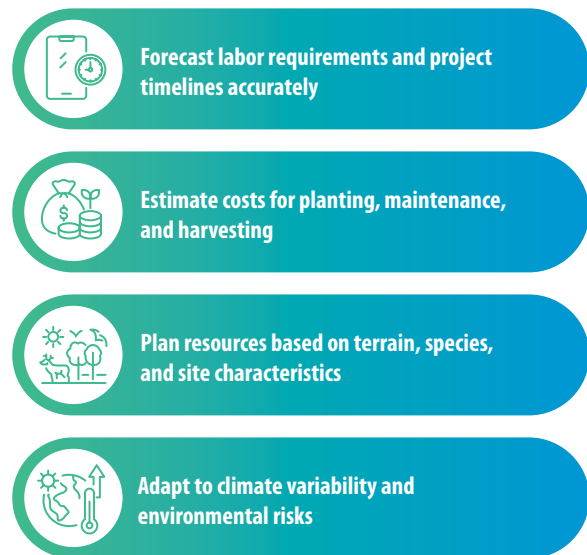 Forecast labor requirements and project
timelines accurately
$
Estimate costs for planting, maintenance,
and harvesting
Plan resources based on terrain, species,
and site characteristics
Adapt to climate variability and
environmental risks